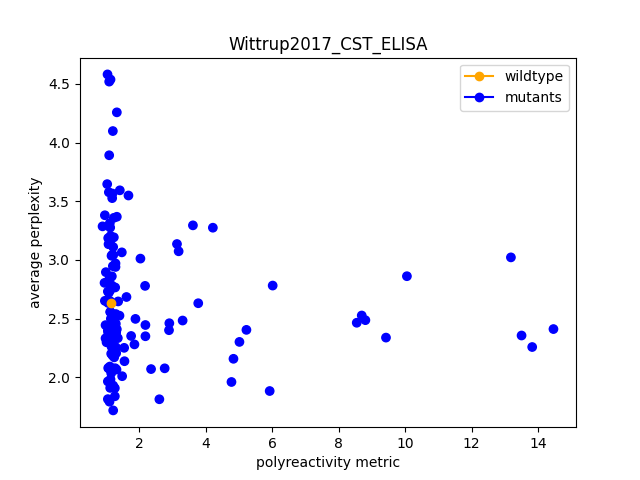 Wittrup2017_CST_ELISA
wildtype
mutants
4.5
4.0
3.5
3.0
2.5
2.0
average perplexity
2 4 6 8 10 12 14
polyreactivity metric